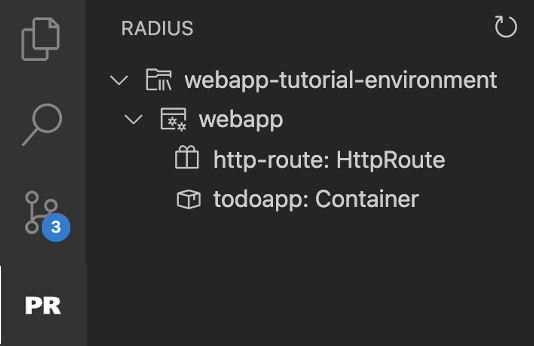 RADIUS
webapp-tutorial-environment
webapp
http-route: HttpRoute
todoapp: Container
3
PR